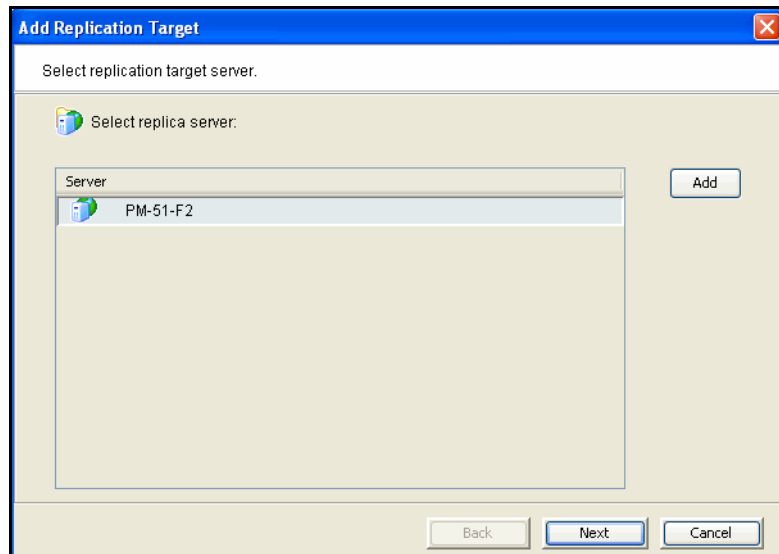 Add Replication Target
Select replication target server.
Select replica server:
Server
Add
PM-51-F2
Back
Next
Cancel